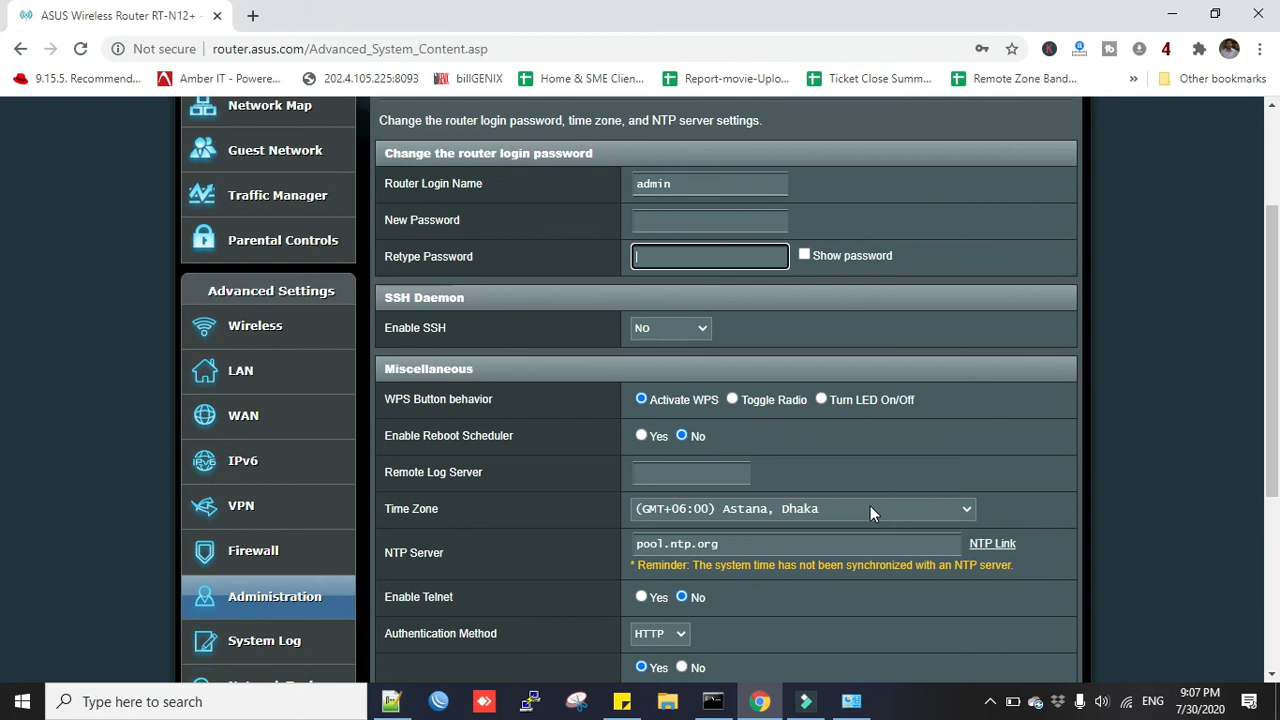 ASUS Wireless Router RT-N12+ -
Not secure
router.asus.com/Advanced_System_Content.asp
9.15.5. Recommend...
Amber IT - Powere...
202.4.105.225:8093
billGENIX
Home & SME Clien...
Report-movie-Uplo...
Ticket Close Summ...
Remote Zone Band...
»
Other bookmarks
Network Map
Guest Network
Traffic Manager
Parental Controls
Advanced Settings
Wireless
LAN
WAN
IPv6
VPN
Firewall
Administration
System Log
Change the router login password, time zone, and NTP server settings.
Change the router login password
Router Login Name
admin
New Password
Retype Password
Show password
SSH Daemon
Enable SSH
No
Miscellaneous
WPS Button behavior
Activate WPS Toggle Radio Turn LED On/Off
Enable Reboot Scheduler
Yes No
Remote Log Server
Time Zone
(GMT+06:00) Astana, Dhaka
NTP Server
pool.ntp.org
NTP Link
* Reminder: The system time has not been synchronized with an NTP server.
Enable Telnet
Yes No
Authentication Method
HTTP
Yes No
Type here to search
ENG
9:07 PM
7/30/2020